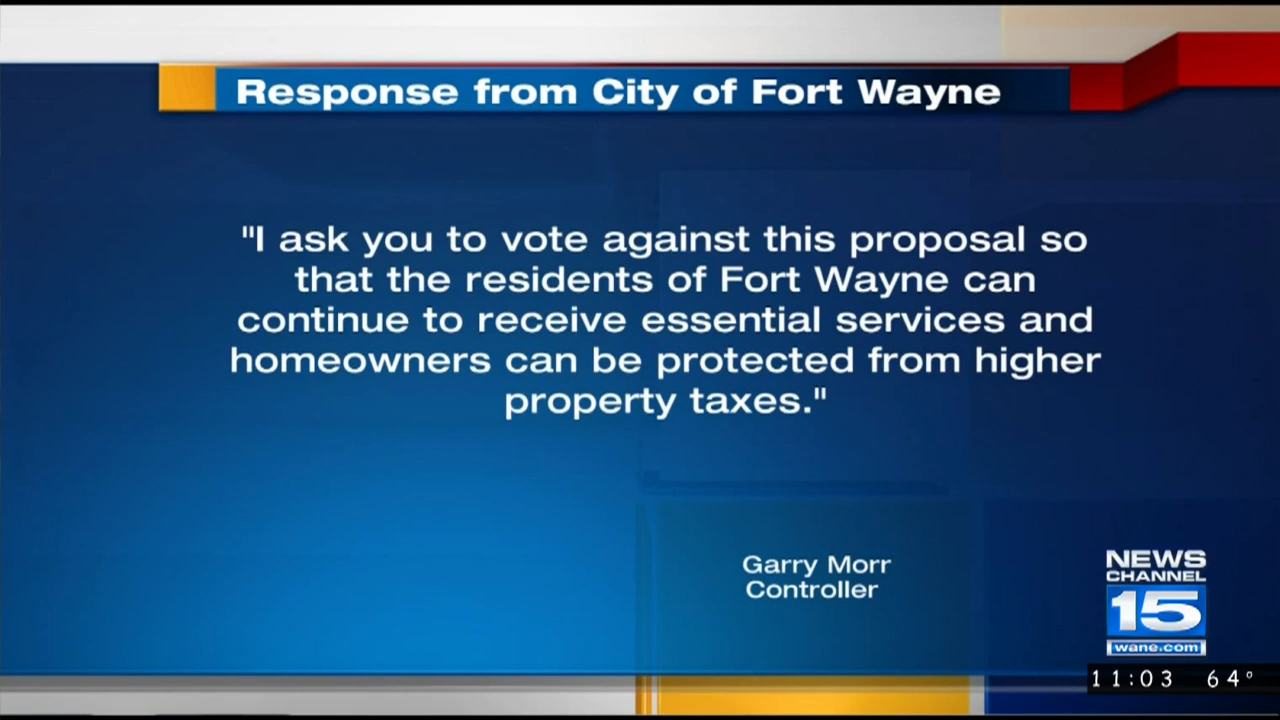 Response from City of Fort Wayne
"I ask you to vote against this proposal so
that the residents of Fort Wayne can
continue to receive essential services and
homeowners can be protected from higher
property taxes."
Garry Morr
Controller
NEWS
CHANNEL
15
wane.com
11:03 64°